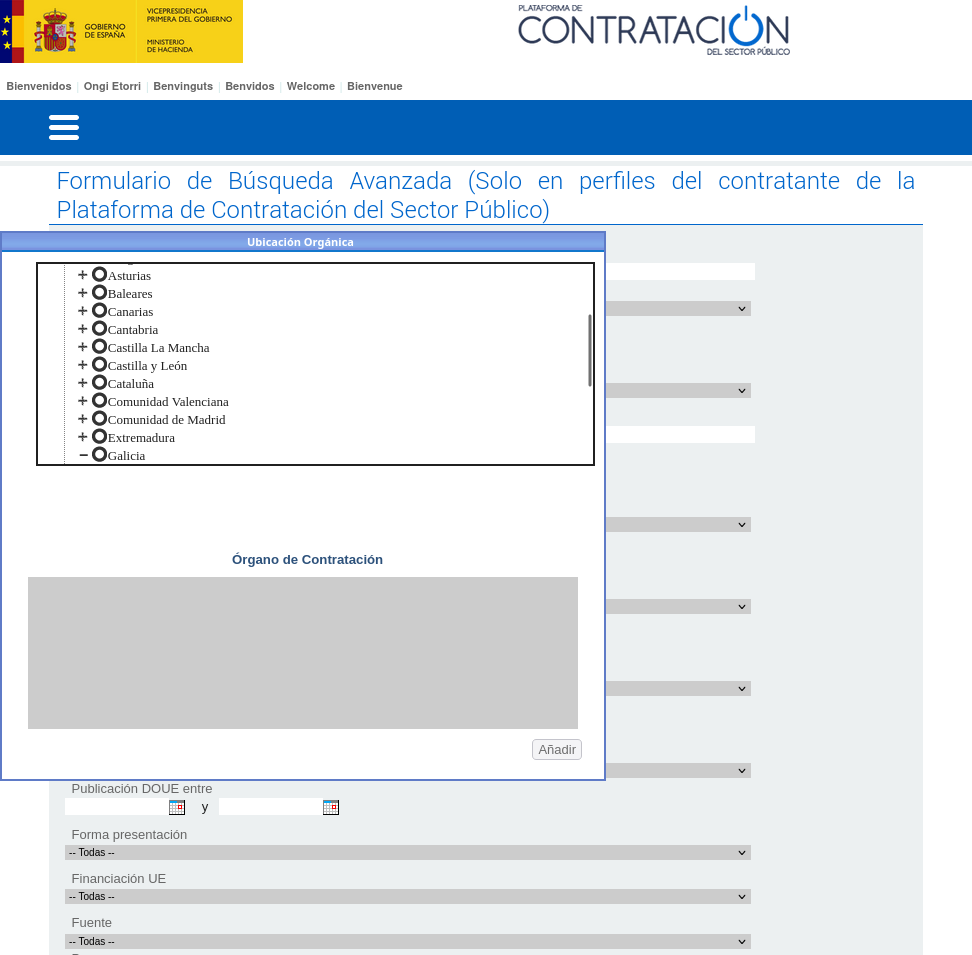 GOBIERNO
DE ESPAÑA
VICEPRESIDENCIA
PRIMERA DEL GOBIERNO
MINISTERIO
DE HACIENDA
PLATAFORMA DE
CONTRATACIÓN
DEL SECTOR PÚBLICO
Bienvenidos | Ongi Etorri | Benvinguts | Benvidos | Welcome | Bienvenue
Formulario de Búsqueda Avanzada (Solo en perfiles del contratante de la
Plataforma de Contratación del Sector Público)
Ubicación Orgánica
Asturias
Baleares
Canarias
Cantabria
Castilla La Mancha
Castilla y León
Cataluña
Comunidad Valenciana
Comunidad de Madrid
Extremadura
Galicia
Órgano de Contratación
Añadir
Publicación DOUE entre
y
Forma presentación
-- Todas --
Financiación UE
-- Todas --
Fuente
-- Todas --